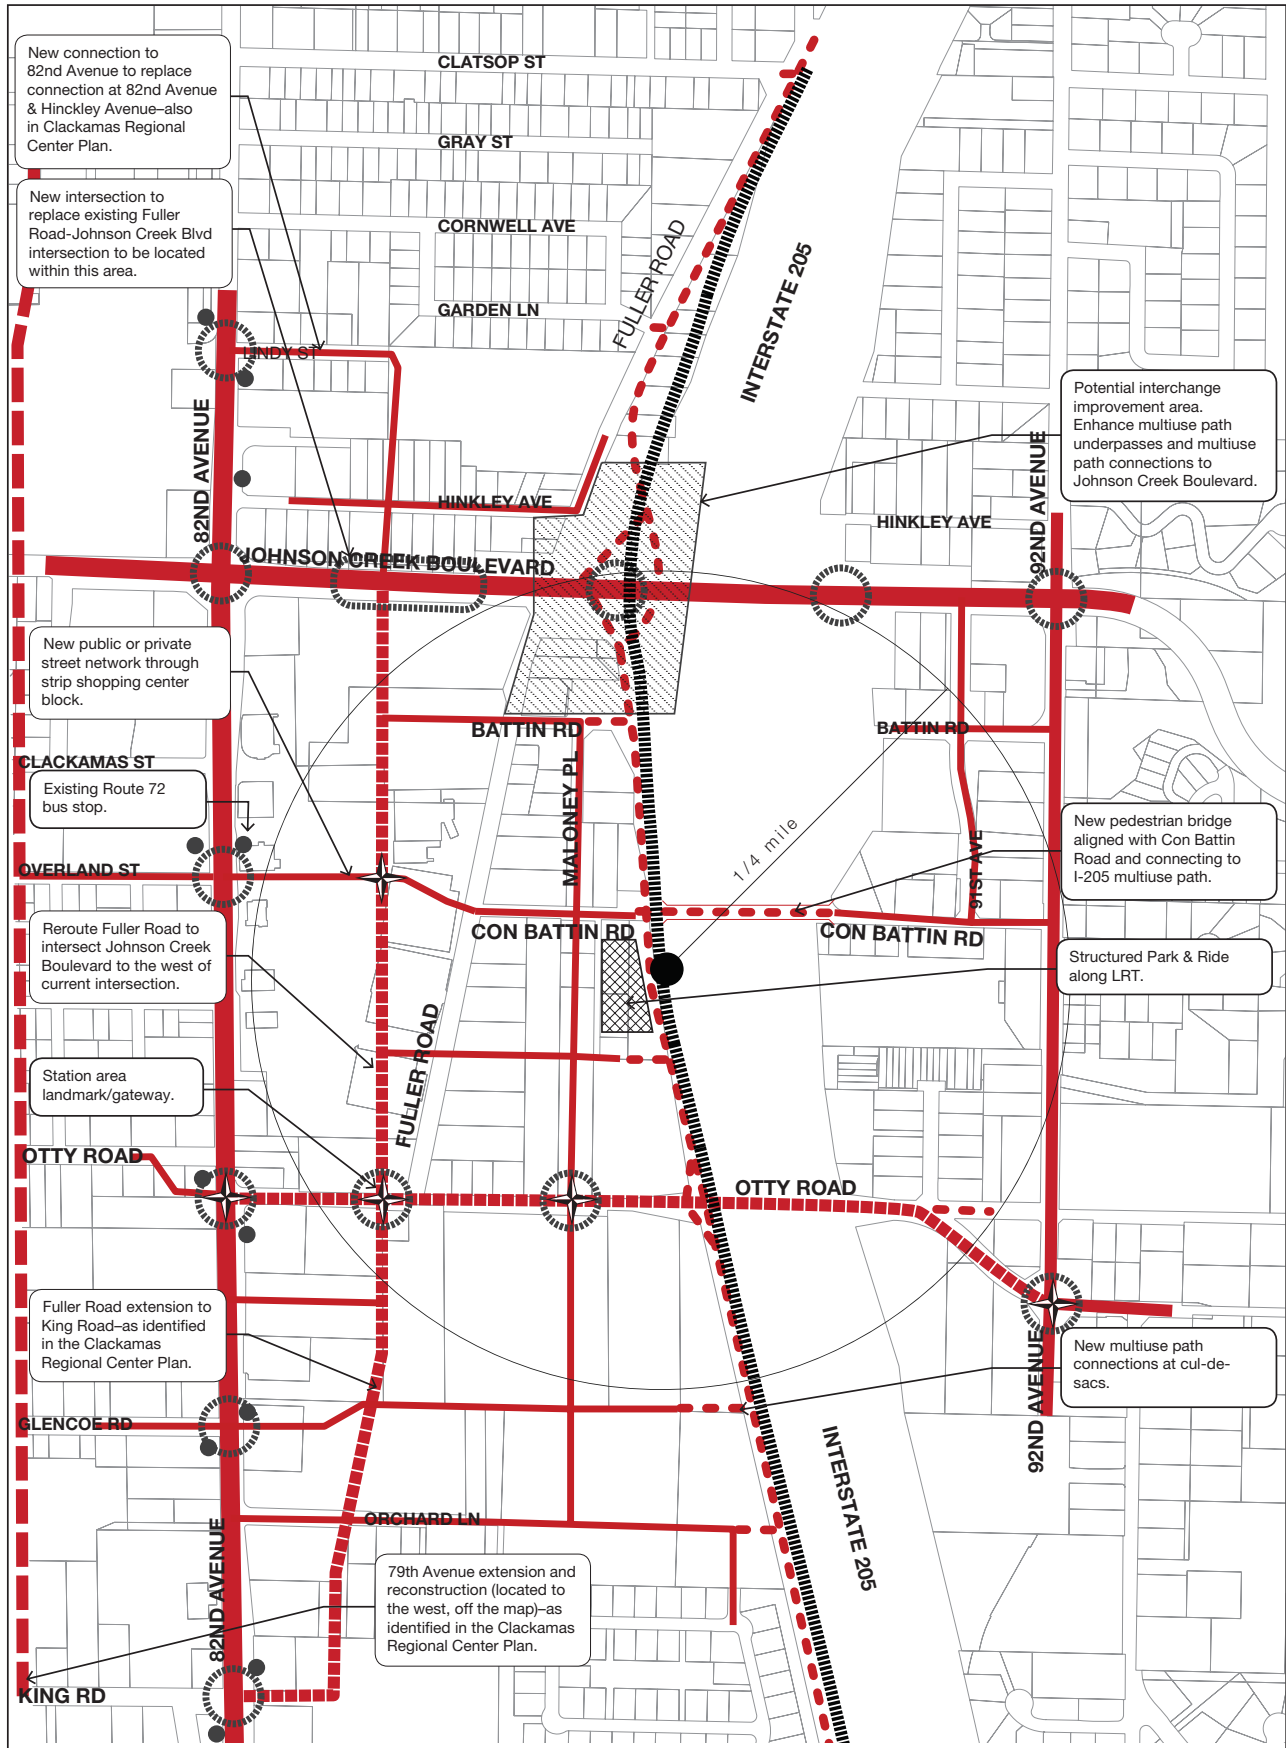 New connection to
82nd Avenue to replace
connection at 82nd Avenue
& Hinckley Avenue–also
in Clackamas Regional
Center Plan.
New intersection to
replace existing Fuller
Road-Johnson Creek Blvd
intersection to be located
within this area.
CLATSOP ST
GRAY ST
CORNWELL AVE
GARDEN LN
FULLER ROAD
INTERSTATE 205
LINDY ST
82ND AVENUE
Potential interchange
improvement area.
Enhance multiuse path
underpasses and multiuse
path connections to
Johnson Creek Boulevard.
92ND AVENUE
HINKLEY AVE
HINKLEY AVE
JOHNSON CREEK BOULEVARD
New public or private
street network through
strip shopping center
block.
BATTIN RD
BATTIN RD
CLACKAMAS ST
Existing Route 72
bus stop.
MALONEY PL
1/4 mile
New pedestrian bridge
aligned with Con Battin
Road and connecting to
I-205 multiuse path.
OVERLAND ST
91ST AVE
CON BATTIN RD
CON BATTIN RD
Reroute Fuller Road to
intersect Johnson Creek
Boulevard to the west of
current intersection.
Structured Park & Ride
along LRT.
FULLER ROAD
Station area
landmark/gateway.
OTTY ROAD
OTTY ROAD
Fuller Road extension to
King Road–as identified
in the Clackamas
Regional Center Plan.
New multiuse path
connections at cul-de-
sacs.
92ND AVENUE
GLENCOE RD
INTERSTATE 205
ORCHARD LN
82ND AVENUE
79th Avenue extension and
reconstruction (located to
the west, off the map)–as
identified in the Clackamas
Regional Center Plan.
KING RD